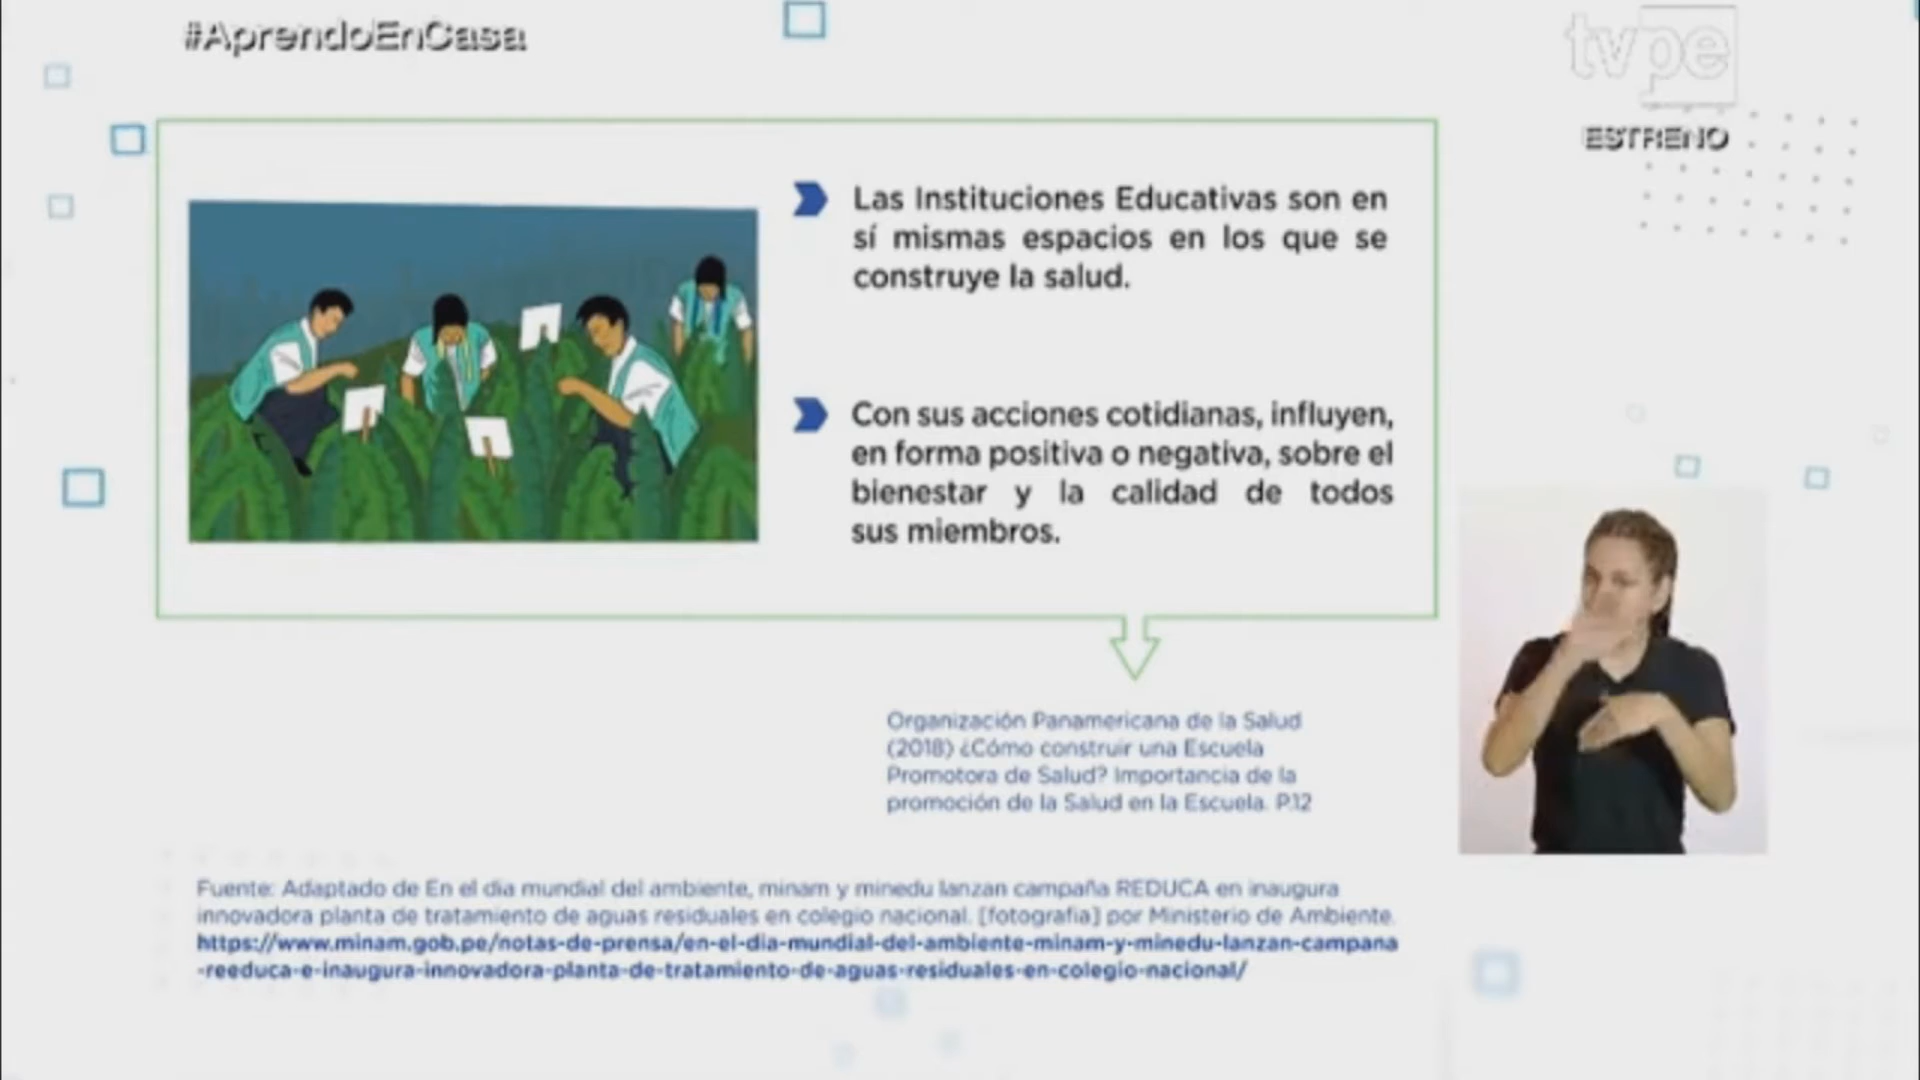 #AprendoEnCasa
tvpe
ESTRENO
Las Instituciones Educativas son en
sí mismas espacios en los que se
construye la salud.
Con sus acciones cotidianas, influyen,
en forma positiva o negativa, sobre el
bienestar y la calidad de todos
sus miembros.
Organización Panamericana de la Salud
(2018) ¿Cómo construir una Escuela
Promotora de Salud? Importancia de la
promoción de la Salud en la Escuela. P.12
Fuente: Adaptado de En el dia mundial del ambiente, minam y minedu lanzan campaña REDUCA en inaugura
innovadora planta de tratamiento de aguas residuales en colegio nacional. [fotografia] por Ministerio de Ambiente.
https://www.minam.gob.pe/notas-de-prensa/en-el-dia-mundial-del-ambiente-minam-y-minedu-lanzan-campana
-reeduca-e-inaugura-innovadora-planta-de-tratamiento-de-aguas-residuales-en-colegio-nacional/